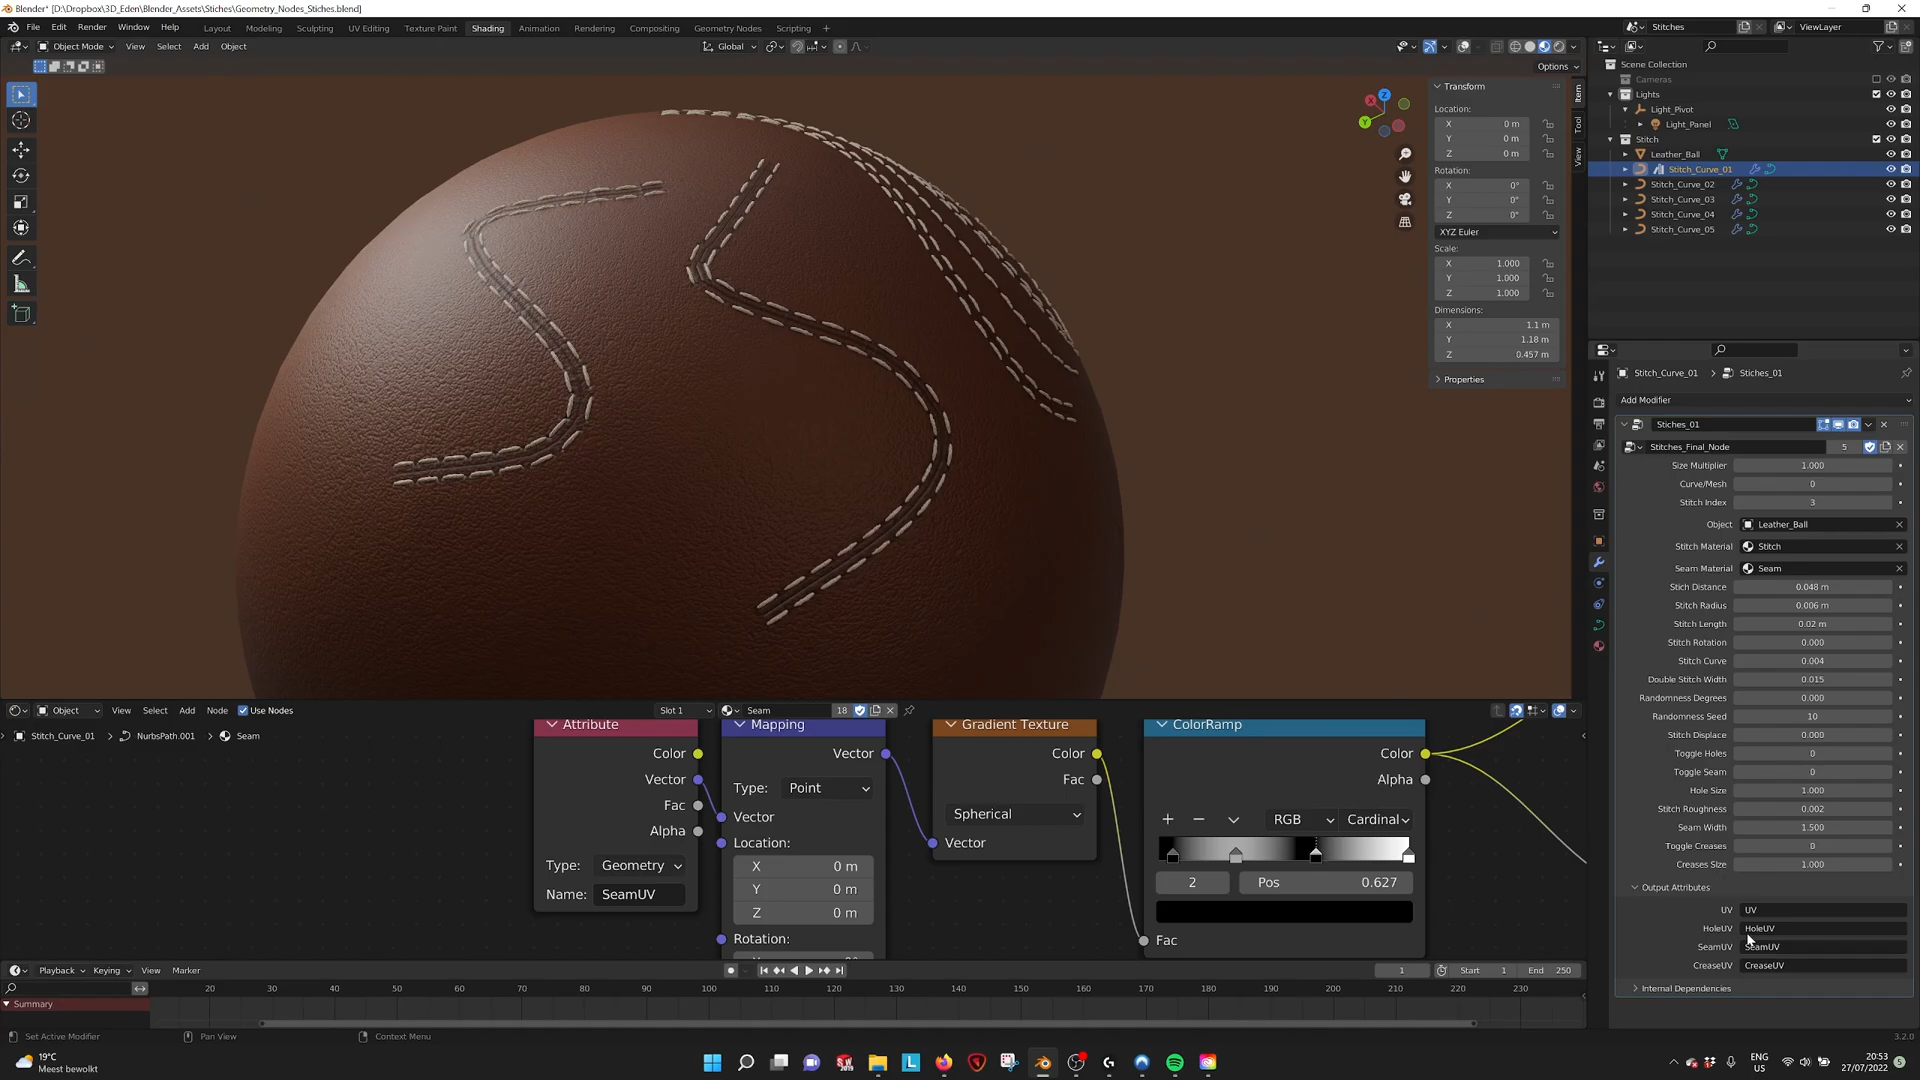 Blender* [D:\Dropbox\3D_Eden\Blender_Assets\Stiches\Geometry_Nodes_Stiches.blend]
File Edit Render Window Help Layout Modeling Sculpting UV Editing Texture Paint Shading Animation Rendering Compositing Geometry Nodes Scripting + Stitches ViewLayer
Object Mode View Select Add Object Global
Options
Scene Collection
Cameras
Lights
Light_Pivot
Light_Panel
Stitch
Leather_Ball
Stitch_Curve_01
Stitch_Curve_02
Stitch_Curve_03
Stitch_Curve_04
Stitch_Curve_05
Transform
Location:
X 0 m
Y 0 m
Z 0 m
Rotation:
X 0°
Y 0°
Z 0°
XYZ Euler
Scale:
X 1.000
Y 1.000
Z 1.000
Dimensions:
X 1.1 m
Y 1.18 m
Z 0.457 m
Properties
Item
Tool
View
X
Y
Z
Stitch_Curve_01 > Stiches_01
Add Modifier
Stiches_01
Stitches_Final_Node 5
Size Multiplier 1.000
Curve/Mesh 0
Stitch Index 3
Object Leather_Ball
Stitch Material Stitch
Seam Material Seam
Stich Distance 0.048 m
Stitch Radius 0.006 m
Stitch Length 0.02 m
Stitch Rotation 0.000
Stitch Curve 0.004
Double Stitch Width 0.015
Randomness Degrees 0.000
Randomness Seed 10
Stitch Displace 0.000
Toggle Holes 0
Toggle Seam 0
Hole Size 1.000
Stitch Roughness 0.002
Seam Width 1.500
Toggle Creases 0
Creases Size 1.000
Output Attributes
UV UV
HoleUV HoleUV
SeamUV SeamUV
CreaseUV CreaseUV
Internal Dependencies
Object View Select Add Node Use Nodes Slot 1 Seam 18
Stitch_Curve_01 > NurbsPath.001 > Seam
Attribute
Color
Vector
Fac
Alpha
Type: Geometry
Name: SeamUV
Mapping
Vector
Type: Point
Vector
Location:
X 0 m
Y 0 m
Z 0 m
Rotation:
Gradient Texture
Color
Fac
Spherical
Vector
ColorRamp
Color
Alpha
+ − RGB Cardinal
2 Pos 0.627
Fac
Playback Keying View Marker 1 Start 1 End 250
20 30 40 50 60 70 80 90 100 110 120 130 140 150 160 170 180 190 200 210 220 230
Summary
Set Active Modifier Pan View Context Menu 3.2.0
19°C
Meest bewolkt
ENG
US
20:53
27/07/2022
5